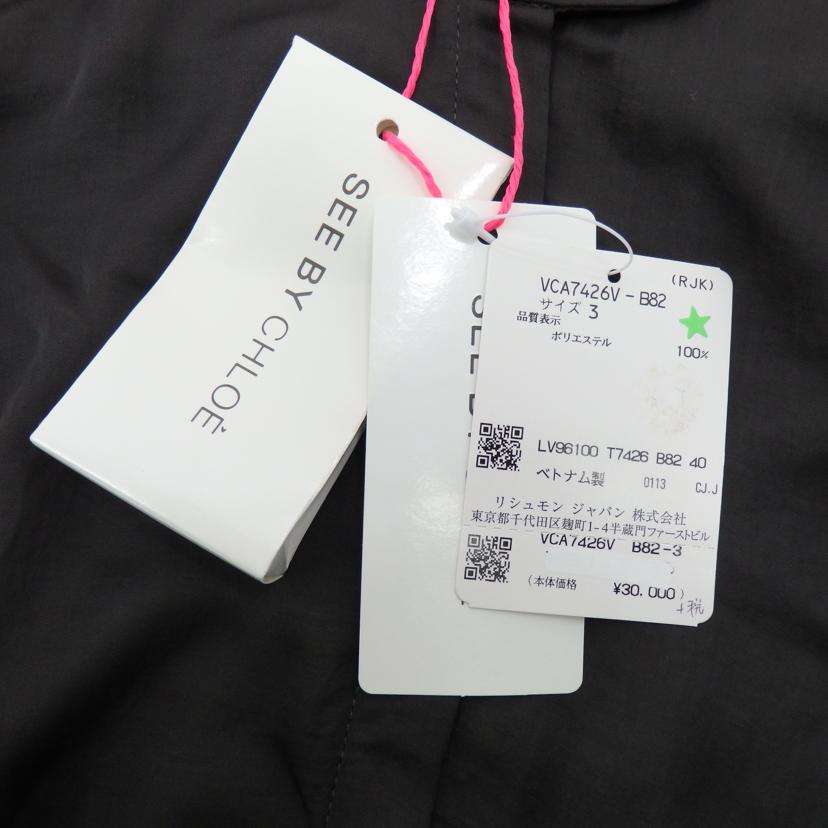 SEE BY CHLOÉ
SEE BY
VCA7426V-B82
(RJK)
サイズ 3
品質表示
ポリエステル
100%
LV96100 T7426 B82 40
ベトナム製 0113 CJ.J
リシュモン ジャパン 株式会社
東京都千代田区麹町1-4半蔵門ファーストビル
VCA7426V B82-3
(本体価格 ¥30,000)
+税